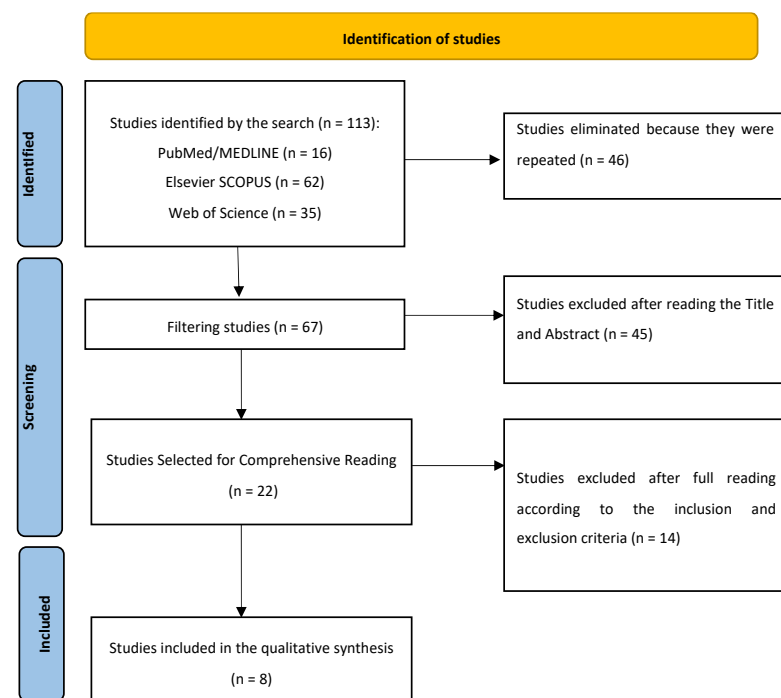 Identification of studies
Identified
Studies identified by the search (n = 113):
PubMed/MEDLINE (n = 16)
Elsevier SCOPUS (n = 62)
Web of Science (n = 35)
Studies eliminated because they were
repeated (n = 46)
Screening
Filtering studies (n = 67)
Studies excluded after reading the Title
and Abstract (n = 45)
Studies Selected for Comprehensive Reading
(n = 22)
Studies excluded after full reading
according to the inclusion and
exclusion criteria (n = 14)
Included
Studies included in the qualitative synthesis
(n = 8)